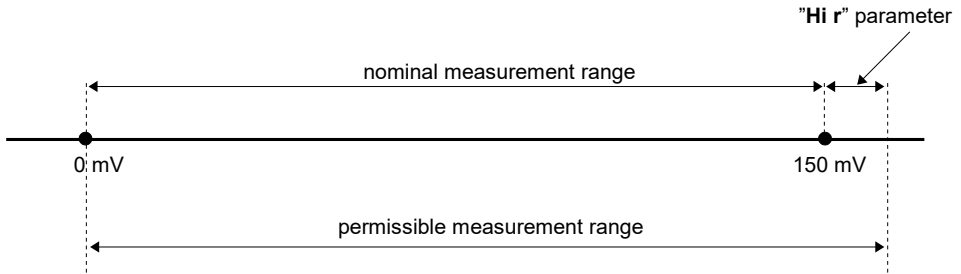 ”Hi r” parameter
nominal measurement range
0 mV
150 mV
permissible measurement range